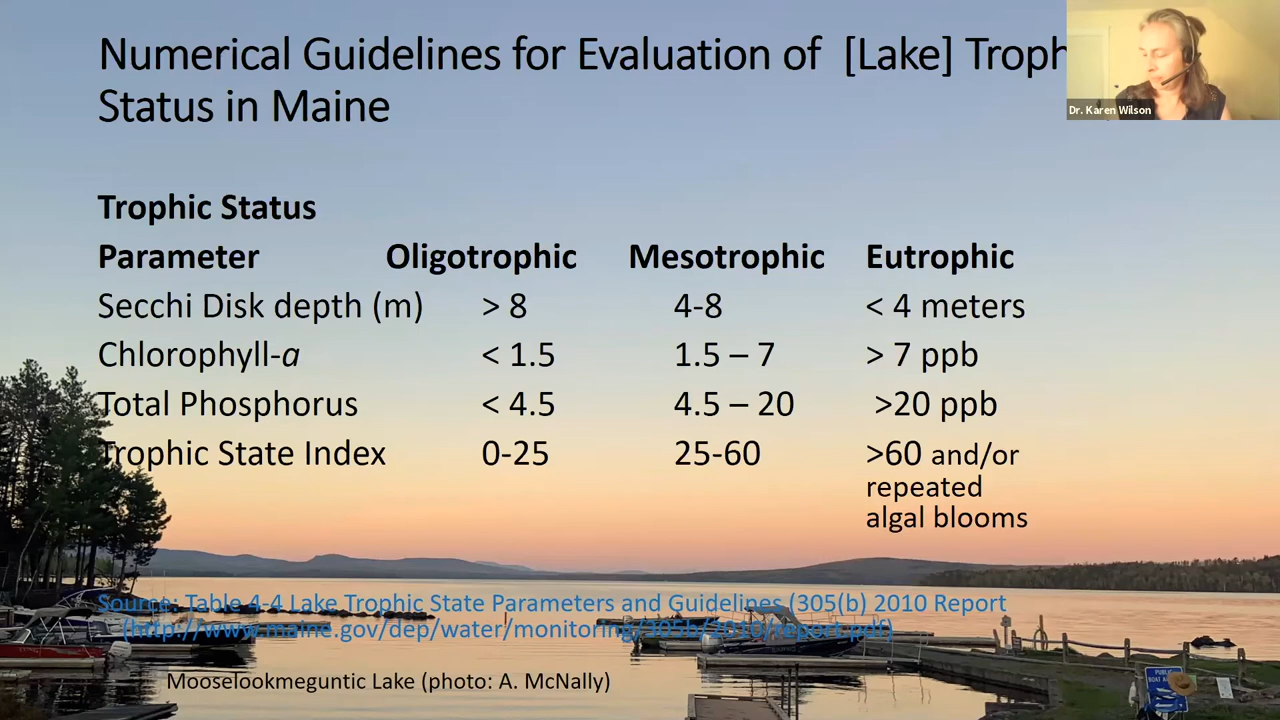 Numerical Guidelines for Evaluation of [Lake] Troph
Status in Maine
Dr. Karen Wilson
Trophic Status
Parameter Oligotrophic Mesotrophic Eutrophic
Secchi Disk depth (m) > 8 4-8 < 4 meters
Chlorophyll-a < 1.5 1.5 – 7 > 7 ppb
Total Phosphorus < 4.5 4.5 – 20 >20 ppb
Trophic State Index 0-25 25-60 >60 and/or
repeated
algal blooms
Source: Table 4-4 Lake Trophic State Parameters and Guidelines (305(b) 2010 Report
(http://www.maine.gov/dep/water/monitoring/305b/2010/report.pdf)
Mooselookmeguntic Lake (photo: A. McNally)
PUBLIC